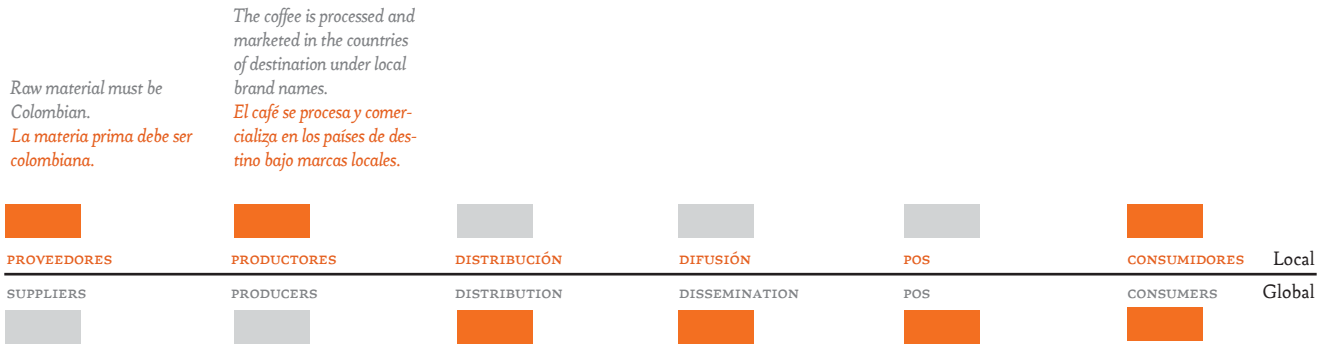 Raw material must be
Colombian.
La materia prima debe ser
colombiana.
The coffee is processed and
marketed in the countries
of destination under local
brand names.
El café se procesa y comer-
cializa en los países de des-
tino bajo marcas locales.
PROVEEDORES PRODUCTORES DISTRIBUCIÓN DIFUSIÓN POS CONSUMIDORES Local
SUPPLIERS PRODUCERS DISTRIBUTION DISSEMINATION POS CONSUMERS Global